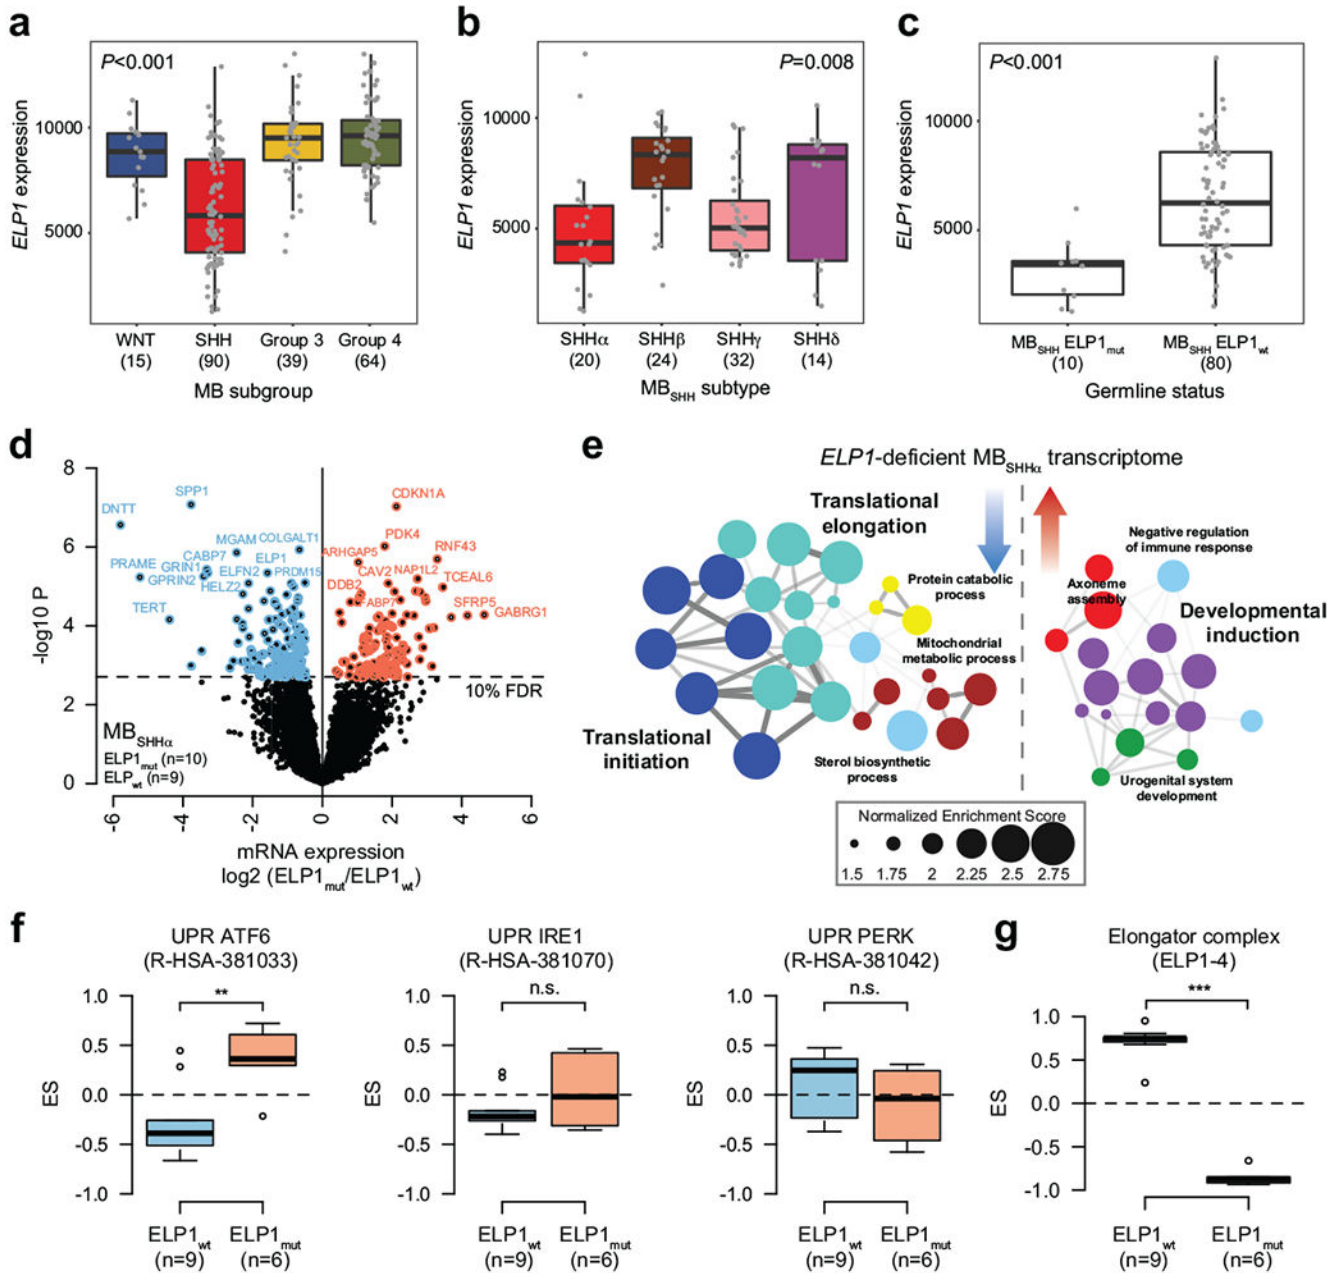 a
P<0.001
10000
5000
ELP1 expression
WNT
(15)
SHH
(90)
Group 3
(39)
Group 4
(64)
MB subgroup
b
P=0.008
10000
5000
ELP1 expression
SHHα
(20)
SHHβ
(24)
SHHγ
(32)
SHHδ
(14)
MBSHH subtype
c
P<0.001
10000
5000
ELP1 expression
MBSHH ELP1mut
(10)
MBSHH ELP1wt
(80)
Germline status
d
8
6
4
2
0
-log10 P
SPP1
DNTT
MGAM
COLGALT1
CABP7
ELP1
PRAME
GRIN1
GPRIN2
ELFN2
PRDM15
HELZ2
TERT
CDKN1A
PDK4
ARHGAP5
RNF43
CAV2
NAP1L2
DDB2
TCEAL6
ABP7
SFRP5
GABRG1
10% FDR
MBSHHα
ELP1mut (n=10)
ELPwt (n=9)
-6
-4
-2
0
2
4
6
mRNA expression
log2 (ELP1mut/ELP1wt)
e
ELP1-deficient MBSHHα transcriptome
Translational
elongation
Translational
initiation
Protein catabolic
process
Mitochondrial
metabolic process
Sterol biosynthetic
process
Negative regulation
of immune response
Axoneme
assembly
Developmental
induction
Urogenital system
development
Normalized Enrichment Score
1.5
1.75
2
2.25
2.5
2.75
f
UPR ATF6
(R-HSA-381033)
**
1.0
0.5
0.0
-0.5
-1.0
ES
ELP1wt
(n=9)
ELP1mut
(n=6)
UPR IRE1
(R-HSA-381070)
n.s.
1.0
0.5
0.0
-0.5
-1.0
ES
ELP1wt
(n=9)
ELP1mut
(n=6)
UPR PERK
(R-HSA-381042)
n.s.
1.0
0.5
0.0
-0.5
-1.0
ES
ELP1wt
(n=9)
ELP1mut
(n=6)
g
Elongator complex
(ELP1-4)
***
1.0
0.5
0.0
-0.5
-1.0
ES
ELP1wt
(n=9)
ELP1mut
(n=6)